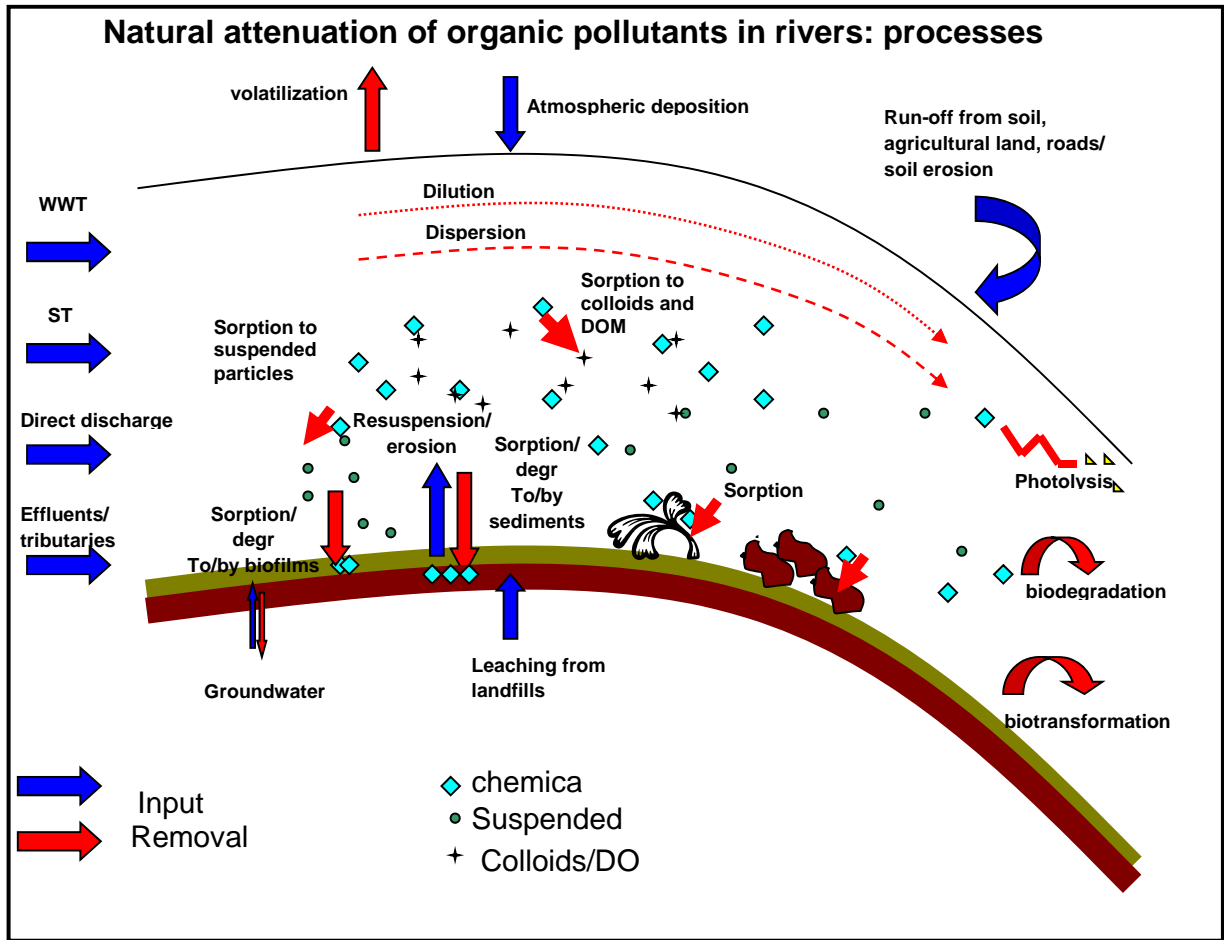 Natural attenuation of organic pollutants in rivers: processes
volatilization
Atmospheric deposition
Run-off from soil,
agricultural land, roads/
soil erosion
WWT
Dilution
Dispersion
ST
Sorption to
suspended
particles
Sorption to
colloids and
DOM
Direct discharge
Resuspension/
erosion
Sorption/
degr
To/by
sediments
Sorption
Photolysis
Effluents/
tributaries
Sorption/
degr
To/by biofilms
biodegradation
Groundwater
Leaching from
landfills
biotransformation
Input
Removal
chemica
Suspended
Colloids/DO